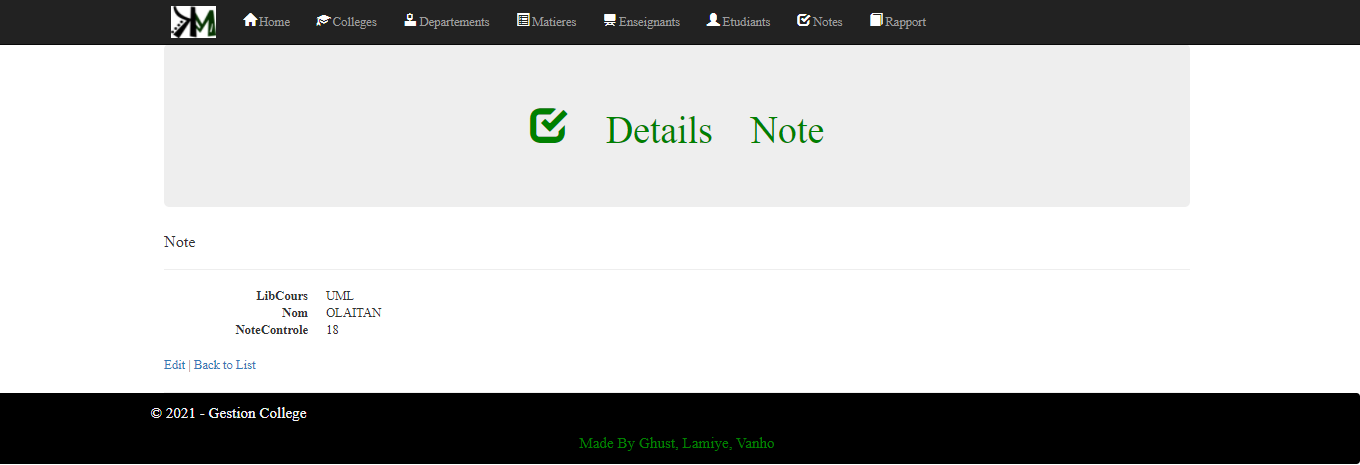 KM Home Colleges Departements Matieres Enseignants Etudiants Notes Rapport
Details Note
Note
LibCours UML
Nom OLAITAN
NoteControle 18
Edit | Back to List
© 2021 - Gestion College
Made By Ghust, Lamiye, Vanho